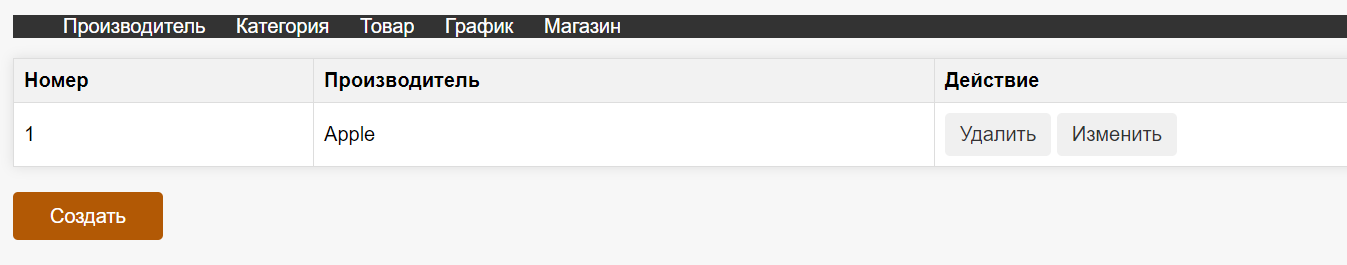 Производитель Категория Товар График Магазин
Номер Производитель Действие
1 Apple Удалить Изменить
Создать